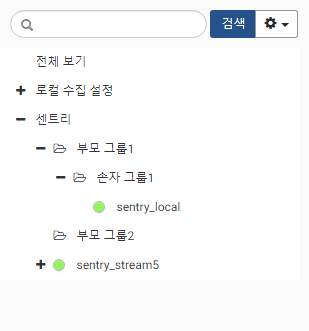 검색
전체 보기
로컬 수집 설정
센트리
부모 그룹1
손자 그룹1
sentry_local
부모 그룹2
sentry_stream5